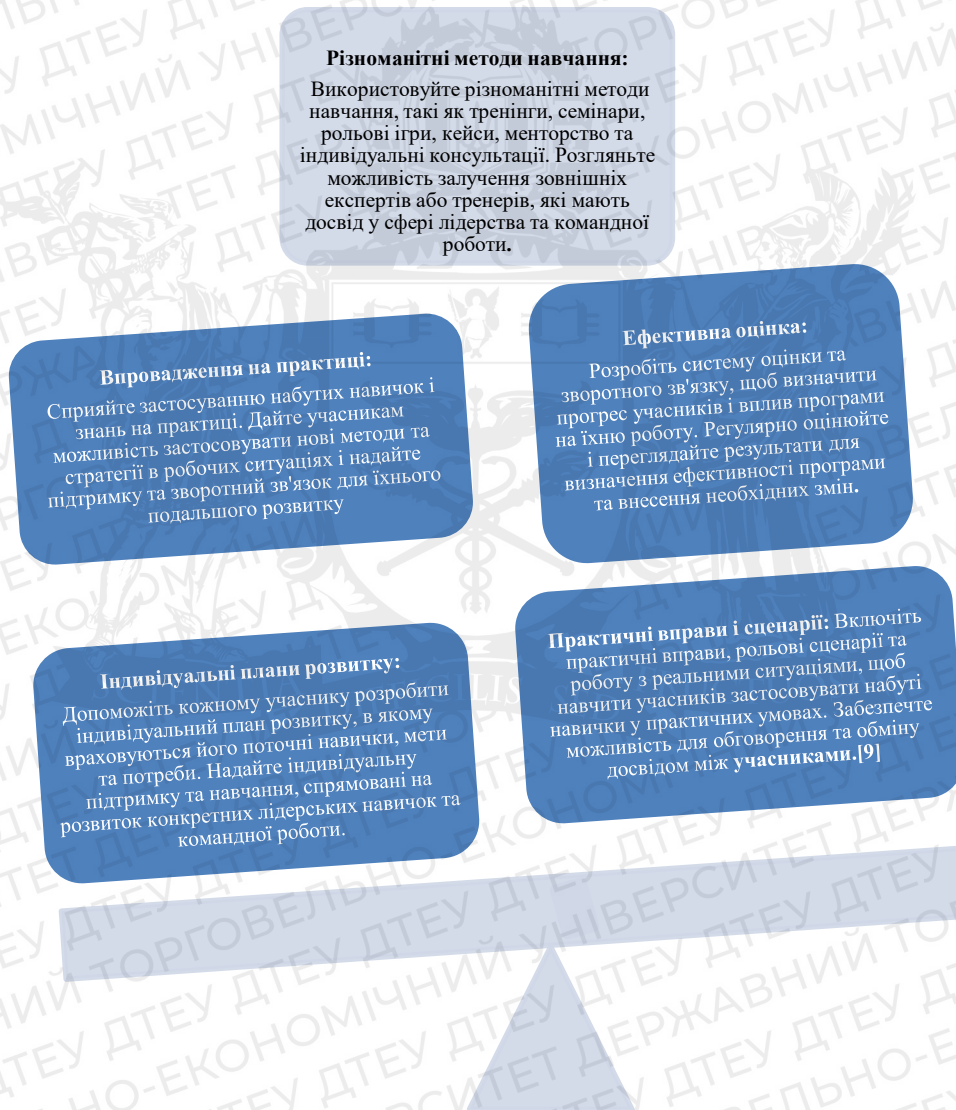 Різноманітні методи навчання:
Використовуйте різноманітні методи
навчання, такі як тренінги, семінари,
рольові ігри, кейси, менторство та
індивідуальні консультації. Розгляньте
можливість залучення зовнішніх
експертів або тренерів, які мають
досвід у сфері лідерства та командної
роботи.
Впровадження на практиці:
Сприяйте застосуванню набутих навичок і
знань на практиці. Дайте учасникам
можливість застосовувати нові методи та
стратегії в робочих ситуаціях і надайте
підтримку та зворотний зв'язок для їхнього
подальшого розвитку
Ефективна оцінка:
Розробіть систему оцінки та
зворотного зв'язку, щоб визначити
прогрес учасників і вплив програми
на їхню роботу. Регулярно оцінюйте
і переглядайте результати для
визначення ефективності програми
та внесення необхідних змін.
Індивідуальні плани розвитку:
Допоможіть кожному учаснику розробити
індивідуальний план розвитку, в якому
враховуються його поточні навички, мети
та потреби. Надайте індивідуальну
підтримку та навчання, спрямовані на
розвиток конкретних лідерських навичок та
командної роботи.
Практичні вправи і сценарії: Включіть
практичні вправи, рольові сценарії та
роботу з реальними ситуаціями, щоб
навчити учасників застосовувати набуті
навички у практичних умовах. Забезпечте
можливість для обговорення та обміну
досвідом між учасниками.[9]